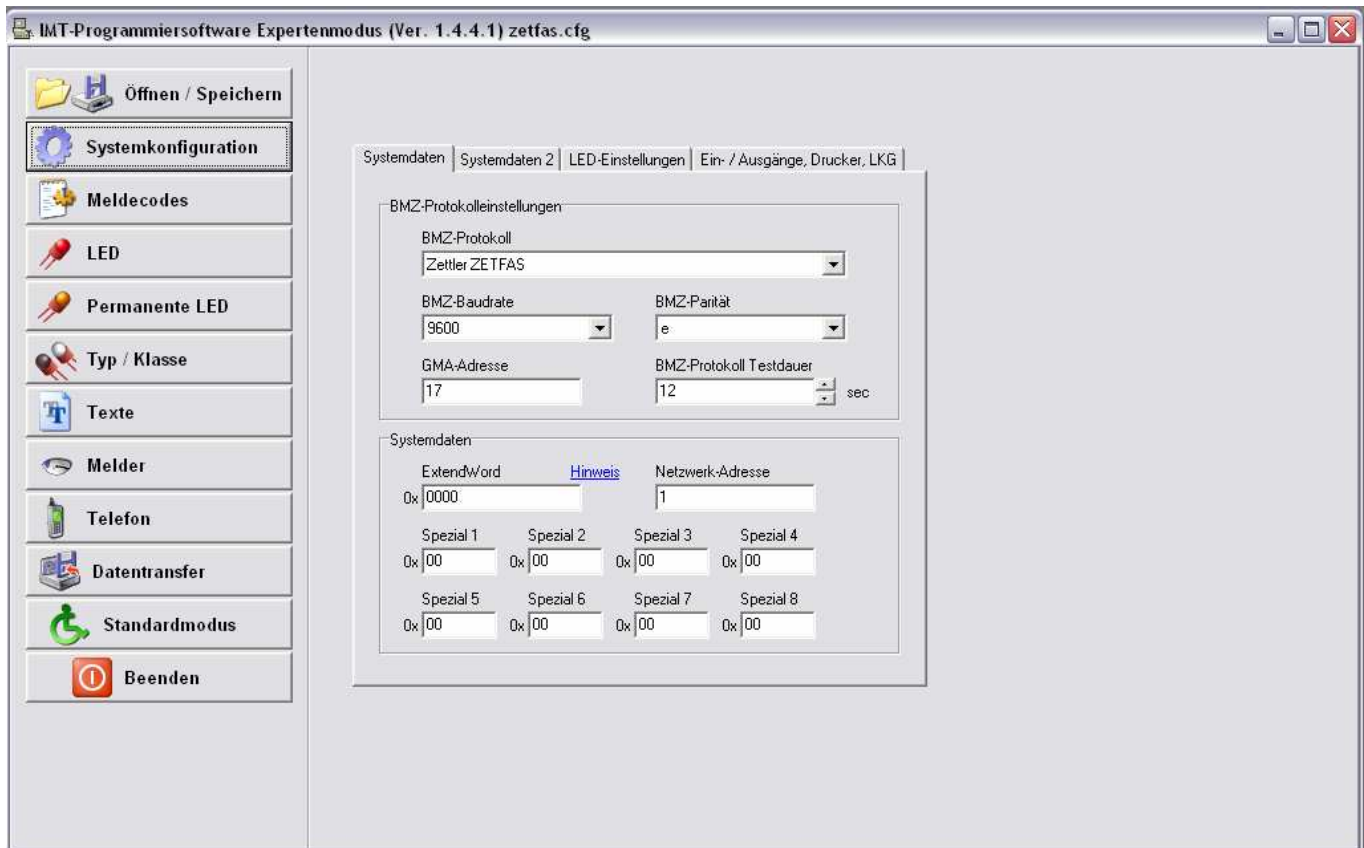 IMT-Programmiersoftware Expertenmodus (Ver. 1.4.4.1) zetfas.cfg
Öffnen / Speichern
Systemkonfiguration
Meldecodes
LED
Permanente LED
Typ / Klasse
Texte
Melder
Telefon
Datentransfer
Standardmodus
Beenden
Systemdaten Systemdaten 2 LED-Einstellungen Ein- / Ausgänge, Drucker, LKG
BMZ-Protokolleinstellungen
BMZ-Protokoll
Zettler ZETFAS
BMZ-Baudrate BMZ-Parität
9600 e
GMA-Adresse BMZ-Protokoll Testdauer
17 12 sec
Systemdaten
ExtendWord Hinweis Netzwerk-Adresse
0x 0000 1
Spezial 1 Spezial 2 Spezial 3 Spezial 4
0x 00 0x 00 0x 00 0x 00
Spezial 5 Spezial 6 Spezial 7 Spezial 8
0x 00 0x 00 0x 00 0x 00